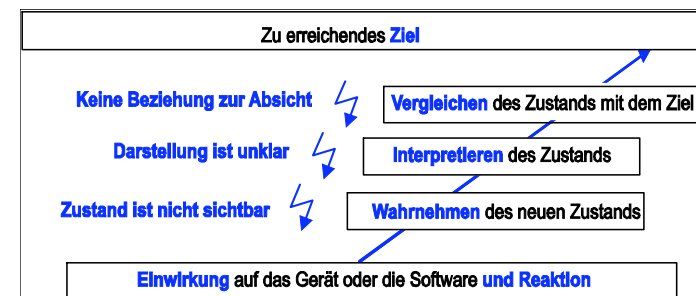 Zu erreichendes Ziel
Keine Beziehung zur Absicht
Vergleichen des Zustands mit dem Ziel
Darstellung ist unklar
Interpretieren des Zustands
Zustand ist nicht sichtbar
Wahrnehmen des neuen Zustands
Einwirkung auf das Gerät oder die Software und Reaktion